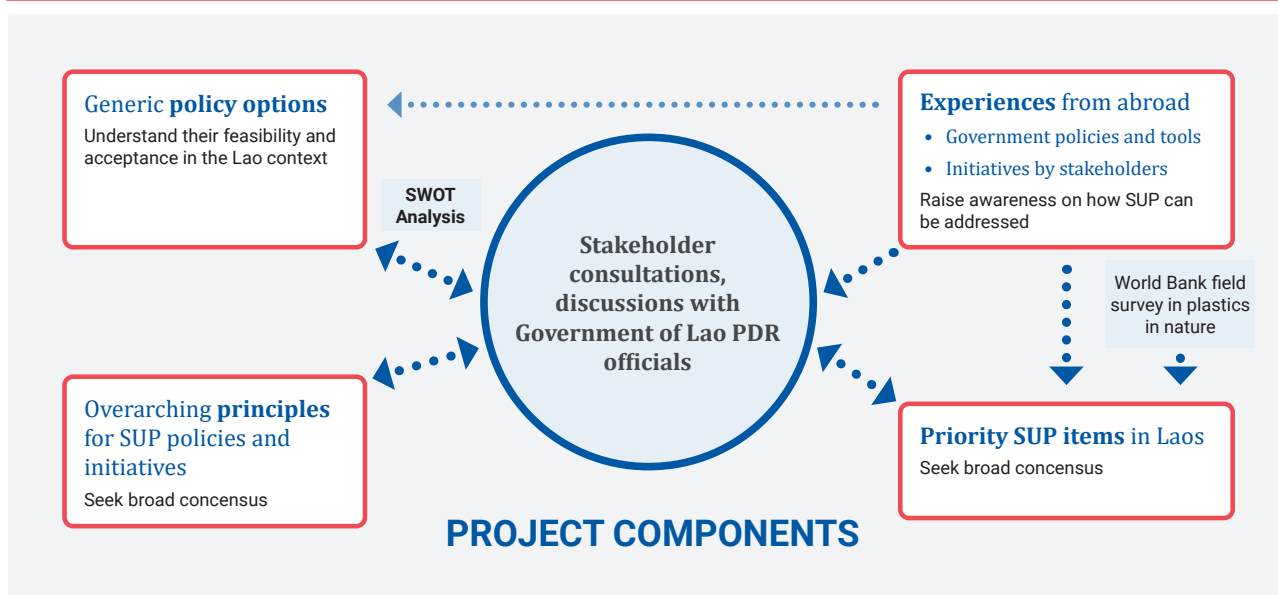 Generic policy options
Understand their feasibility and
acceptance in the Lao context
SWOT
Analysis
Experiences from abroad
• Government policies and tools
• Initiatives by stakeholders
Raise awareness on how SUP can
be addressed
Stakeholder
consultations,
discussions with
Government of Lao PDR
officials
World Bank field
survey in plastics
in nature
Overarching principles
for SUP policies and
initiatives
Seek broad concensus
Priority SUP items in Laos
Seek broad concensus
PROJECT COMPONENTS